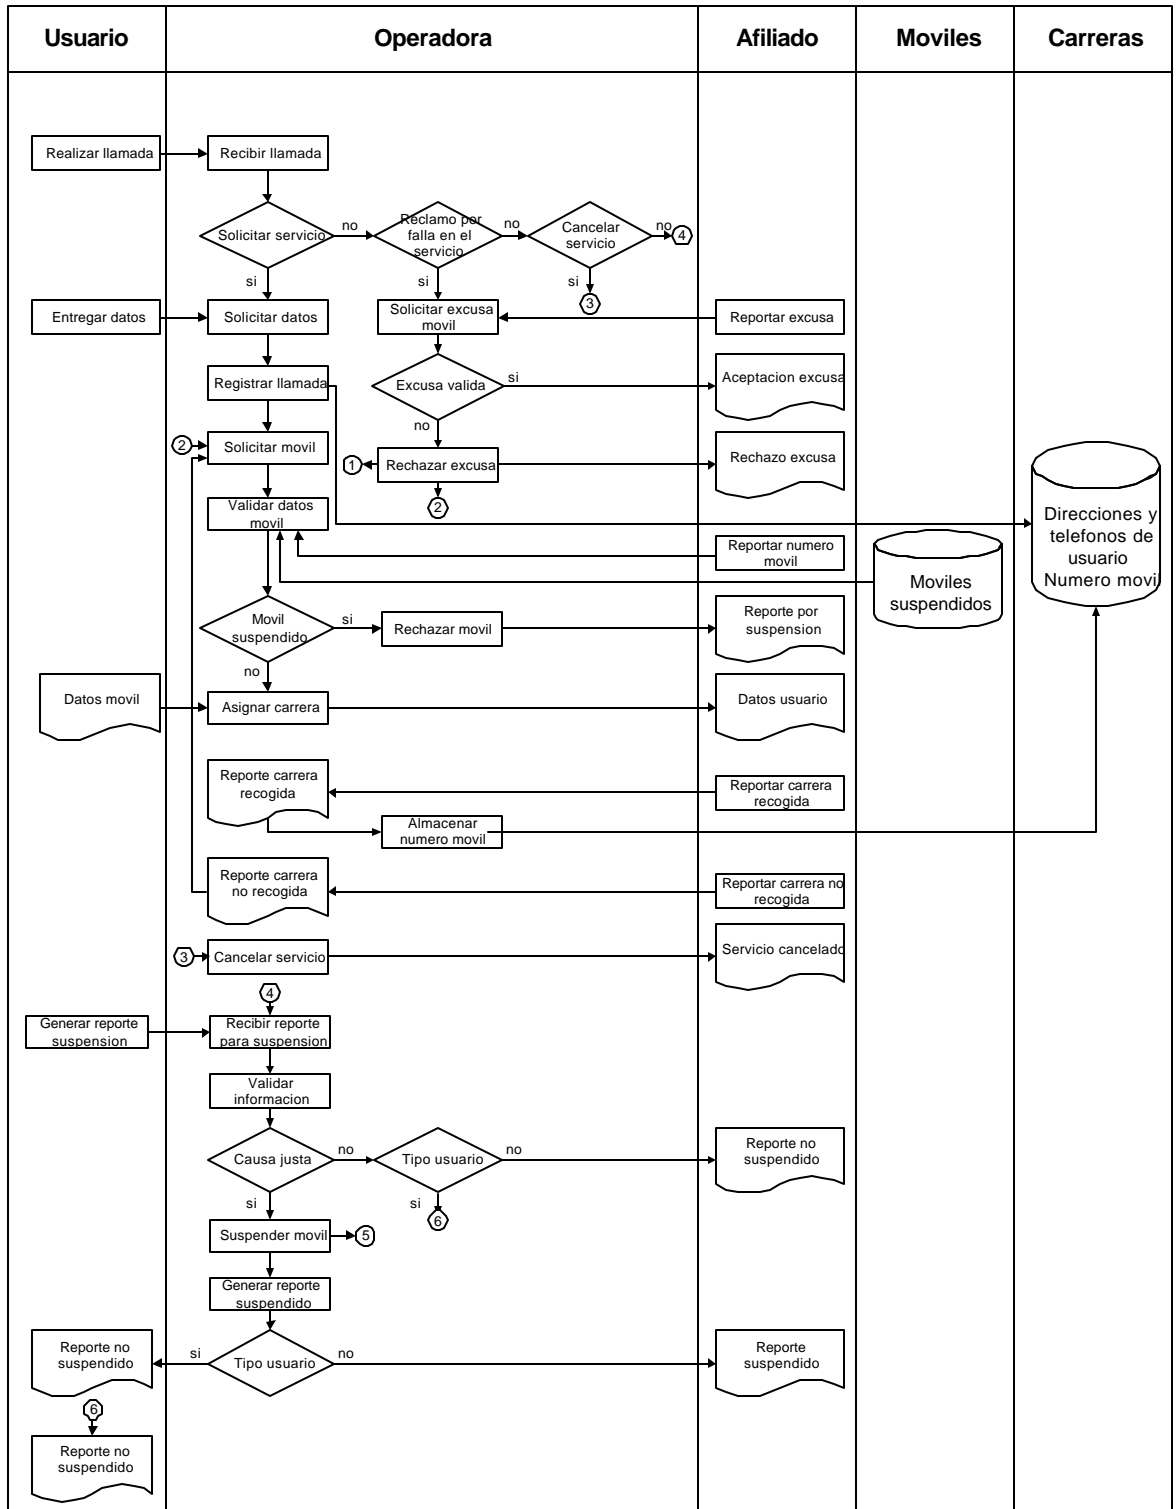 Usuario
Operadora
Afiliado
Moviles
Carreras
Realizar llamada
Recibir llamada
Solicitar servicio
no
Reclamo por
falla en el
servicio
no
Cancelar
servicio
no
4
si
si
si
3
Entregar datos
Solicitar datos
Solicitar excusa
movil
Reportar excusa
Registrar llamada
Excusa valida
si
Aceptacion excusa
no
2
Solicitar movil
1
Rechazar excusa
Rechazo excusa
2
Validar datos
movil
Direcciones y
telefonos de
usuario
Numero movil
Reportar numero
movil
Moviles
suspendidos
Movil
suspendido
si
Rechazar movil
Reporte por
suspension
no
Datos movil
Asignar carrera
Datos usuario
Reporte carrera
recogida
Reportar carrera
recogida
Almacenar
numero movil
Reporte carrera
no recogida
Reportar carrera no
recogida
3
Cancelar servicio
Servicio cancelado
4
Generar reporte
suspension
Recibir reporte
para suspension
Validar
informacion
Causa justa
no
Tipo usuario
no
Reporte no
suspendido
si
si
6
Suspender movil
5
Generar reporte
suspendido
Reporte no
suspendido
si
Tipo usuario
no
Reporte
suspendido
6
Reporte no
suspendido